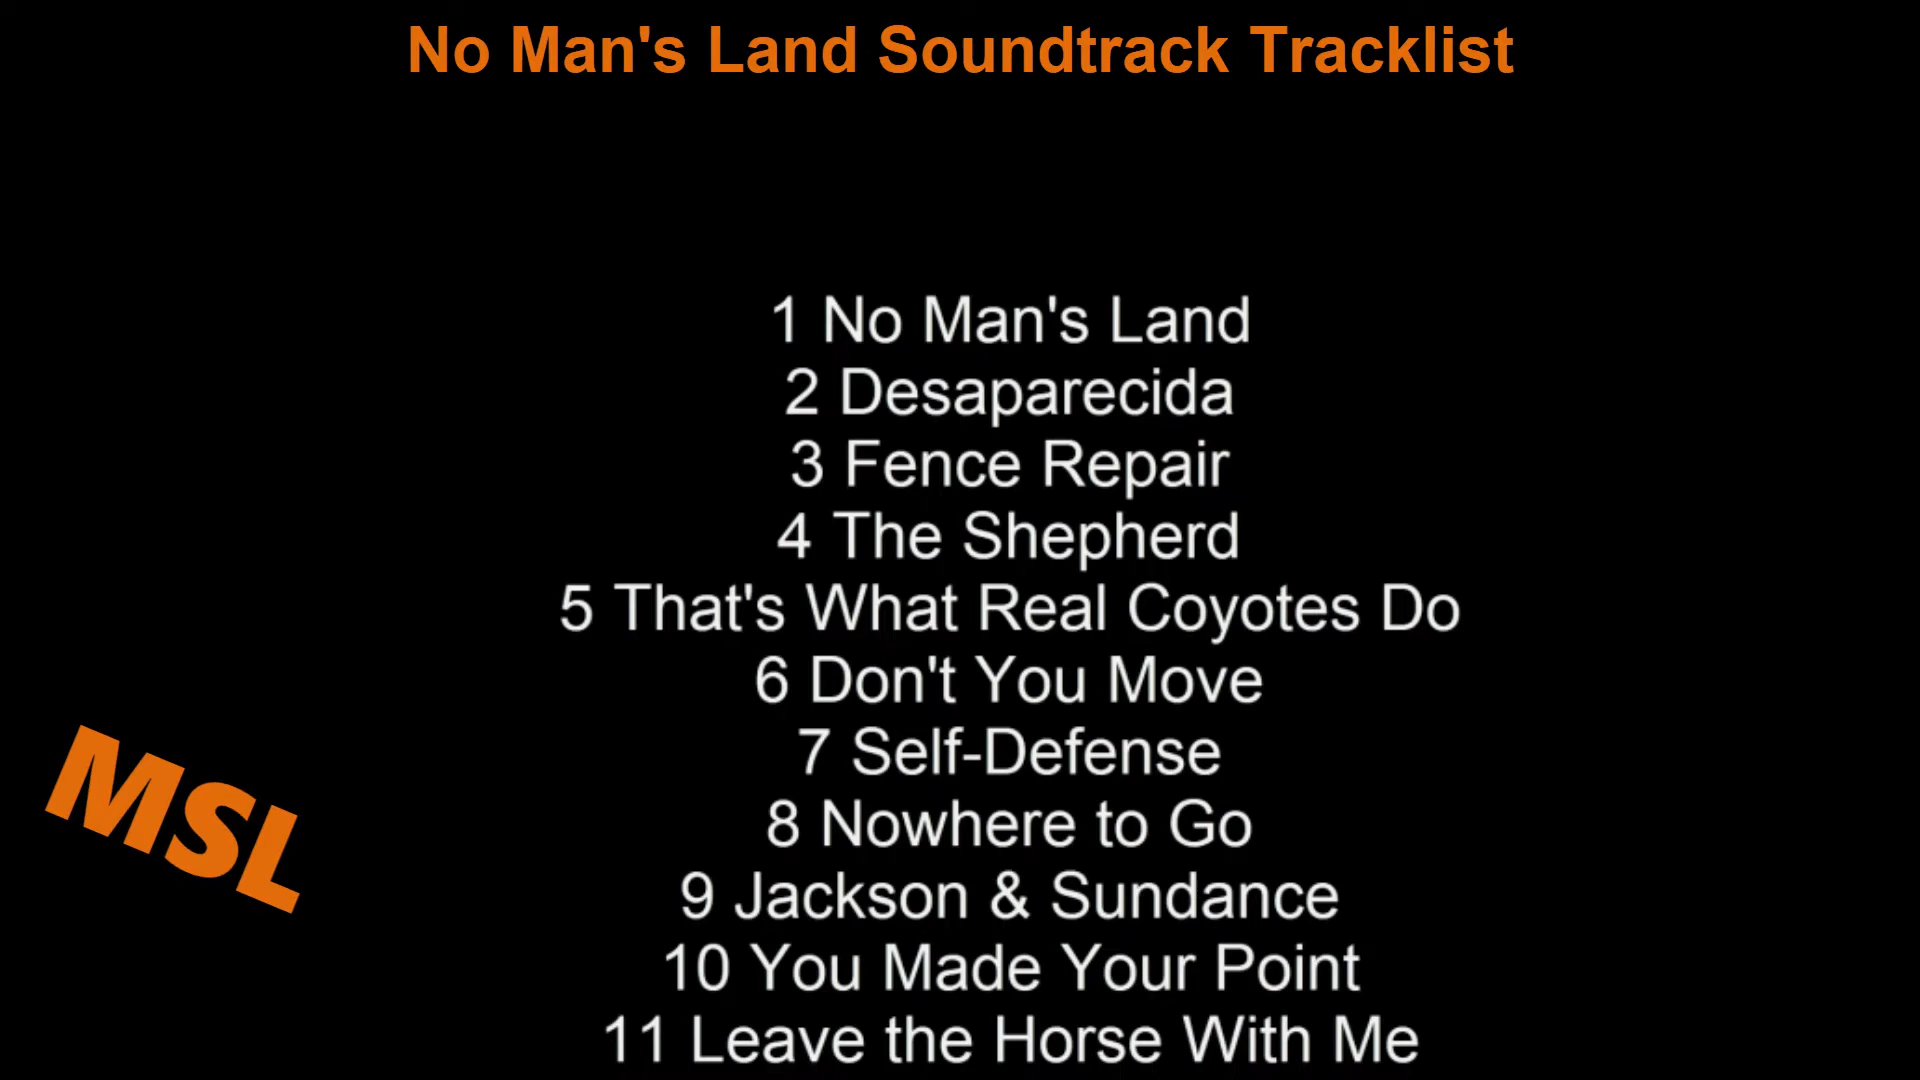 No Man's Land Soundtrack Tracklist
1 No Man's Land
2 Desaparecida
3 Fence Repair
4 The Shepherd
5 That's What Real Coyotes Do
6 Don't You Move
7 Self-Defense
8 Nowhere to Go
9 Jackson & Sundance
10 You Made Your Point
11 Leave the Horse With Me
MSL